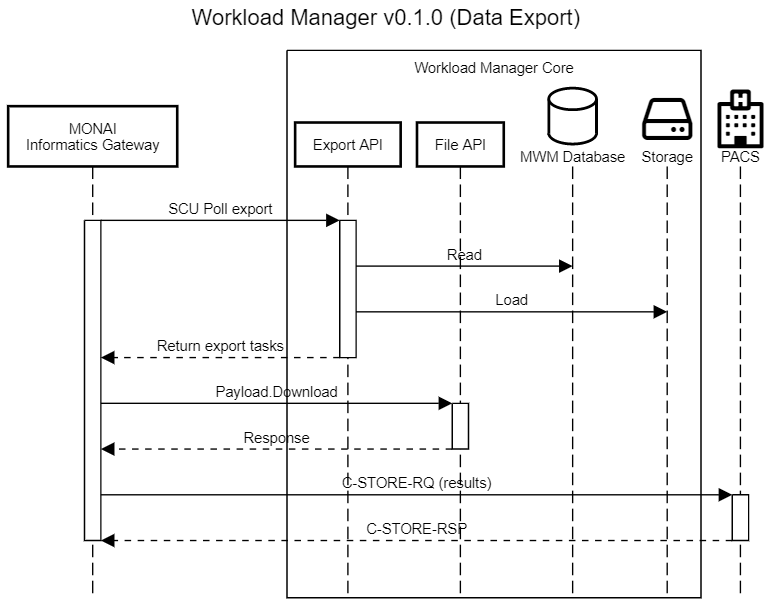 Workload Manager v0.1.0 (Data Export)
Workload Manager Core
MONAI
Informatics Gateway
Export API
File API
MWM Database
Storage
H
PACS
SCU Poll export
Read
Load
Return export tasks
Payload.Download
Response
C-STORE-RQ (results)
C-STORE-RSP